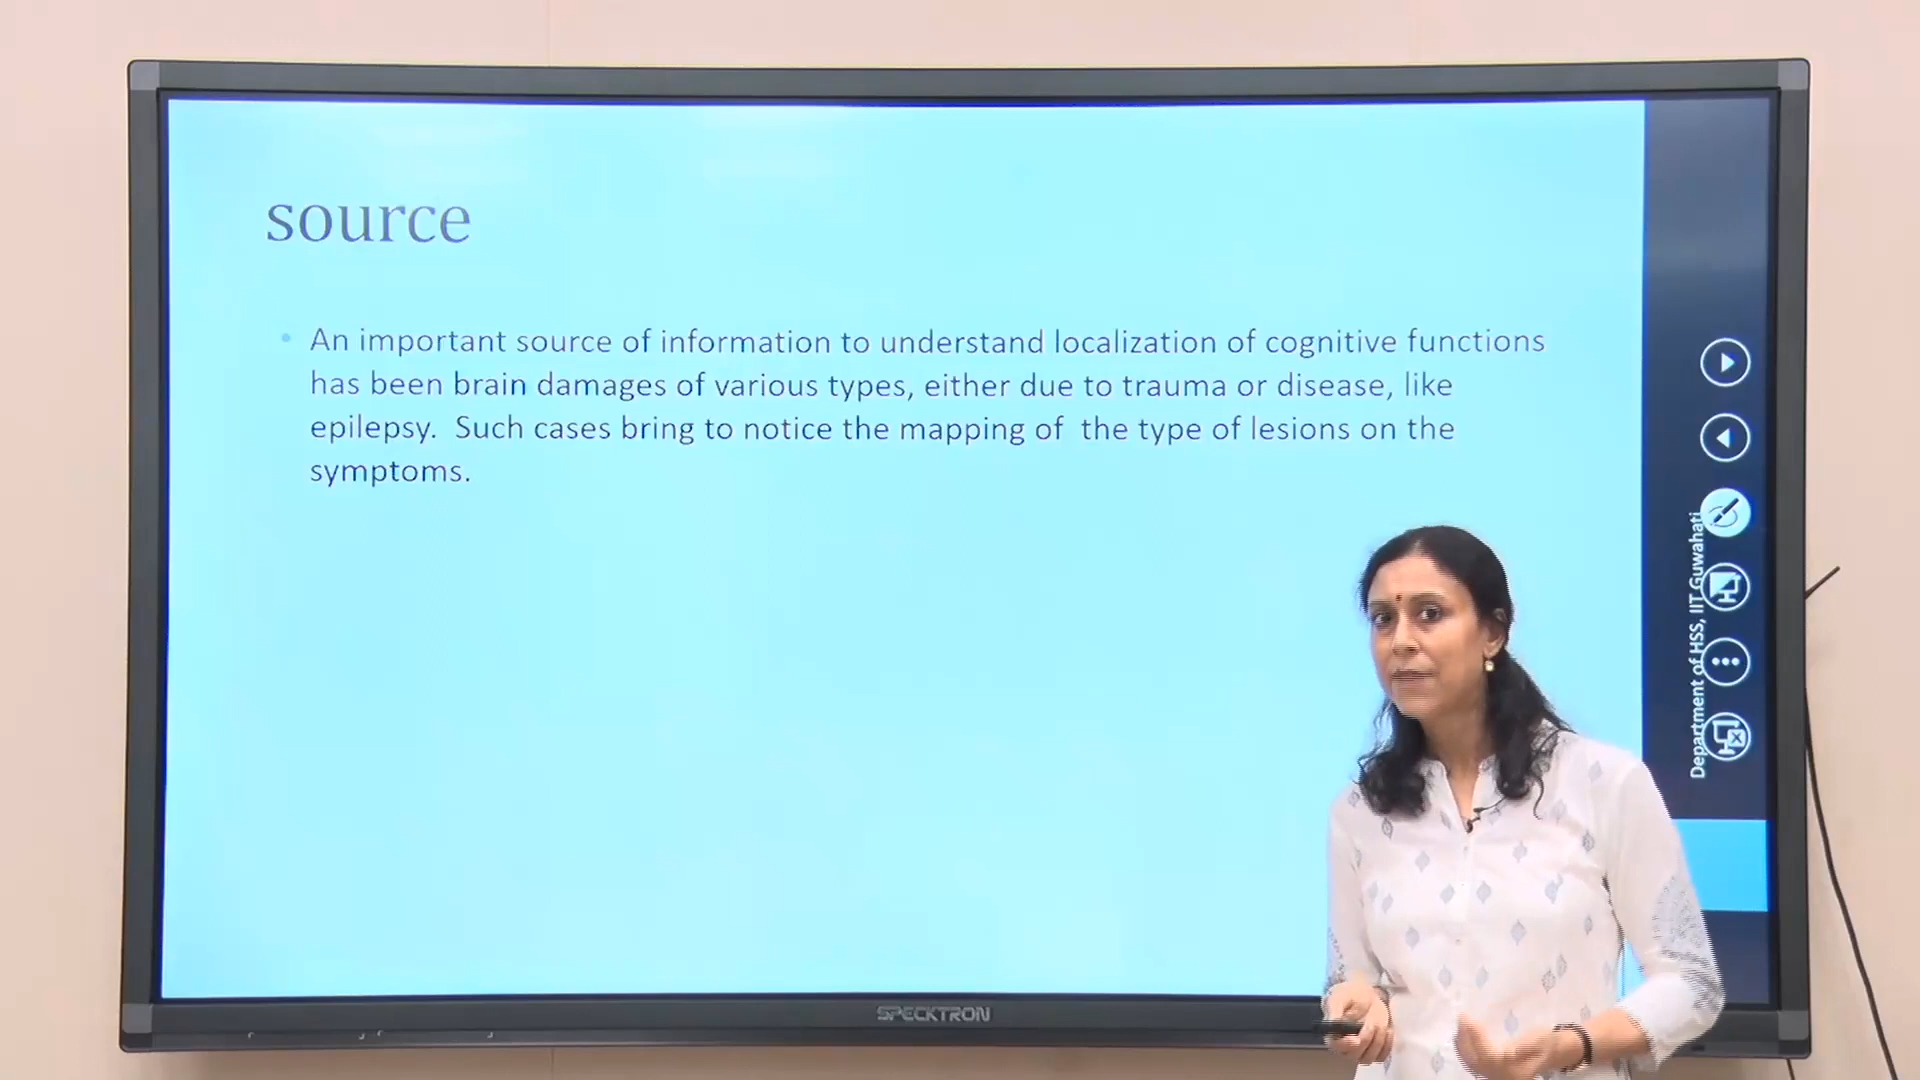 source
• An important source of information to understand localization of cognitive functions
has been brain damages of various types, either due to trauma or disease, like
epilepsy.  Such cases bring to notice the mapping of  the type of lesions on the
symptoms.
Department of HSS, IIT Guwahati
SPECKTRON